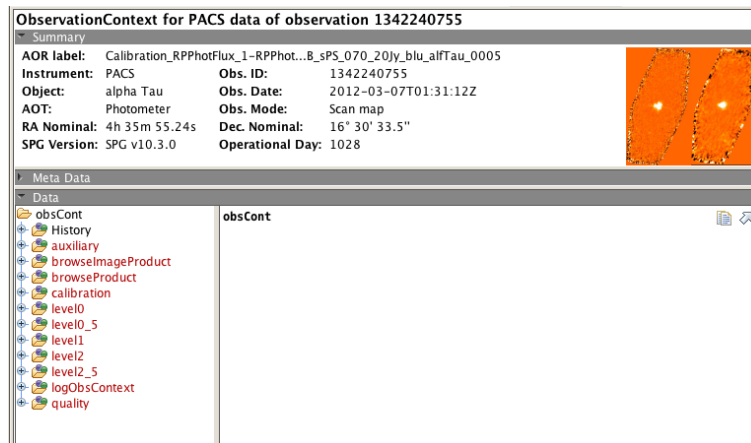 ObservationContext for PACS data of observation 1342240755
Summary
AOR label: Calibration_RPPhotFlux_1-RPPhot...B_sPS_070_20Jy_blu_alfTau_0005
Instrument: PACS Obs. ID: 1342240755
Object: alpha Tau Obs. Date: 2012-03-07T01:31:12Z
AOT: Photometer Obs. Mode: Scan map
RA Nominal: 4h 35m 55.24s Dec. Nominal: 16° 30' 33.5"
SPG Version: SPG v10.3.0 Operational Day: 1028
Meta Data
Data
obsCont obsCont
History
auxiliary
browseImageProduct
browseProduct
calibration
level0
level0_5
level1
level2
level2_5
logObsContext
quality